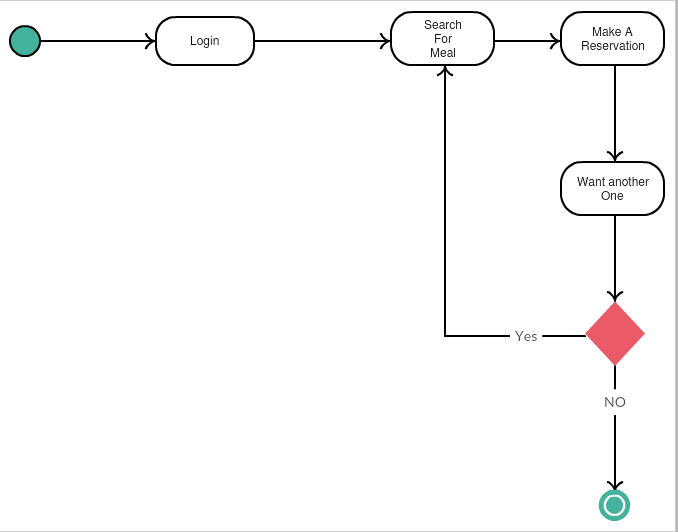 Login
Search
For
Meal
Make A
Reservation
Want another
One
Yes
NO